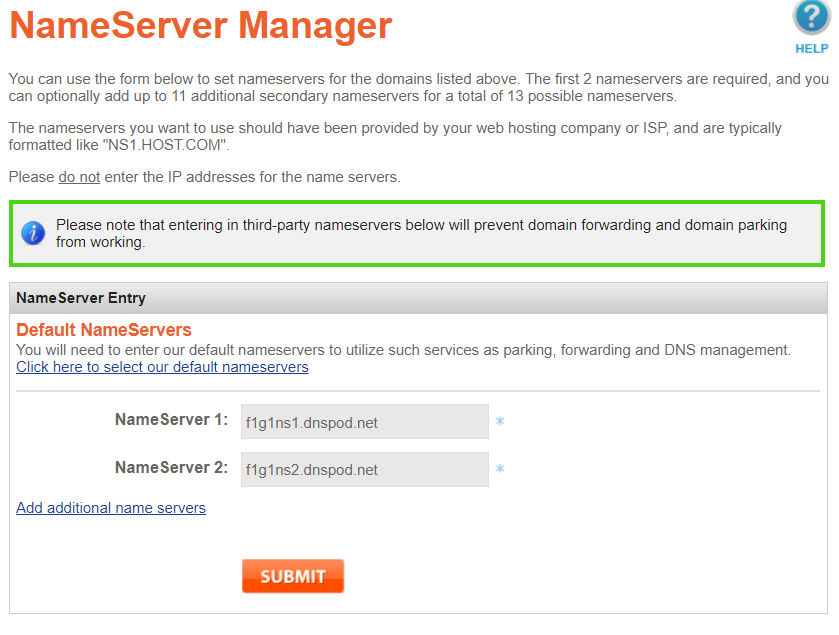 NameServer Manager
HELP
You can use the form below to set nameservers for the domains listed above. The first 2 nameservers are required, and you
can optionally add up to 11 additional secondary nameservers for a total of 13 possible nameservers.
The nameservers you want to use should have been provided by your web hosting company or ISP, and are typically
formatted like "NS1.HOST.COM".
Please do not enter the IP addresses for the name servers.
Please note that entering in third-party nameservers below will prevent domain forwarding and domain parking
from working.
NameServer Entry
Default NameServers
You will need to enter our default nameservers to utilize such services as parking, forwarding and DNS management.
Click here to select our default nameservers
NameServer 1: f1g1ns1.dnspod.net *
NameServer 2: f1g1ns2.dnspod.net *
Add additional name servers
SUBMIT